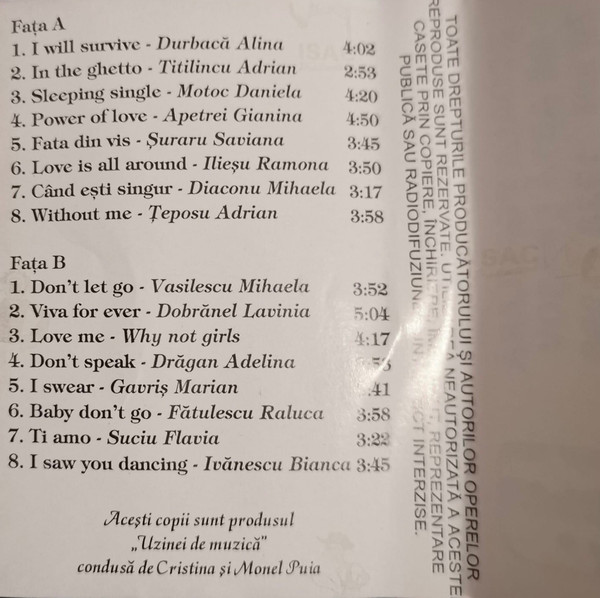 Fața A
1. I will survive - Durbacă Alina 4:02
2. In the ghetto - Titilincu Adrian 2:53
3. Sleeping single - Motoc Daniela 4:20
4. Power of love - Apetrei Gianina 4:50
5. Fata din vis - Șuraru Saviana 3:45
6. Love is all around - Ilieșu Ramona 3:50
7. Când ești singur - Diaconu Mihaela 3:17
8. Without me - Țeposu Adrian 3:58
Fața B
1. Don't let go - Vasilescu Mihaela 3:52
2. Viva for ever - Dobrănel Lavinia 5:04
3. Love me - Why not girls 4:17
4. Don't speak - Drăgan Adelina
5. I swear - Gavriș Marian :41
6. Baby don't go - Fătulescu Raluca 3:58
7. Ti amo - Suciu Flavia 3:22
8. I saw you dancing - Ivănescu Bianca 3:45
Acești copii sunt produsul
„Uzinei de muzică"
condusă de Cristina și Monel Puia
TOATE DREPTURILE PRODUCĂTORULUI ȘI AUTORILOR OPERELOR
REPRODUSE SUNT REZERVATE. NEAUTORIZATĂ A ACESTEI
CASETE PRIN COPIERE, ÎNCHIRIERE, REPREZENTARE
PUBLICĂ SAU RADIODIFUZIUNE INTERZISE.